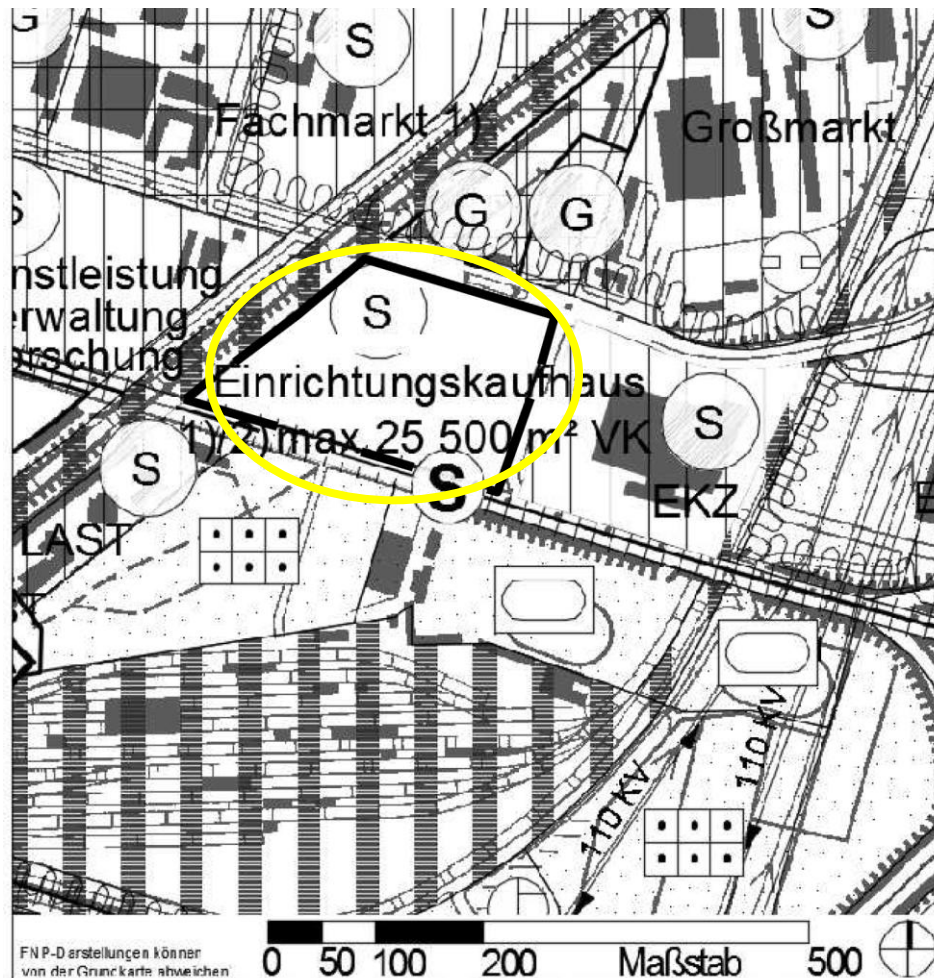 G
S
S
Fachmarkt 1)
Großmarkt
S
G
G
nstleistung
erwaltung
orschung
S
Einrichtungskaufhaus
1)/2) max 25 500 m² VK
S
S
S
EKZ
E
LAST
110 KV
110 KV
FNP-Darstellungen können
von der Grundkarte abweichen
0 50 100 200 Maßstab 500